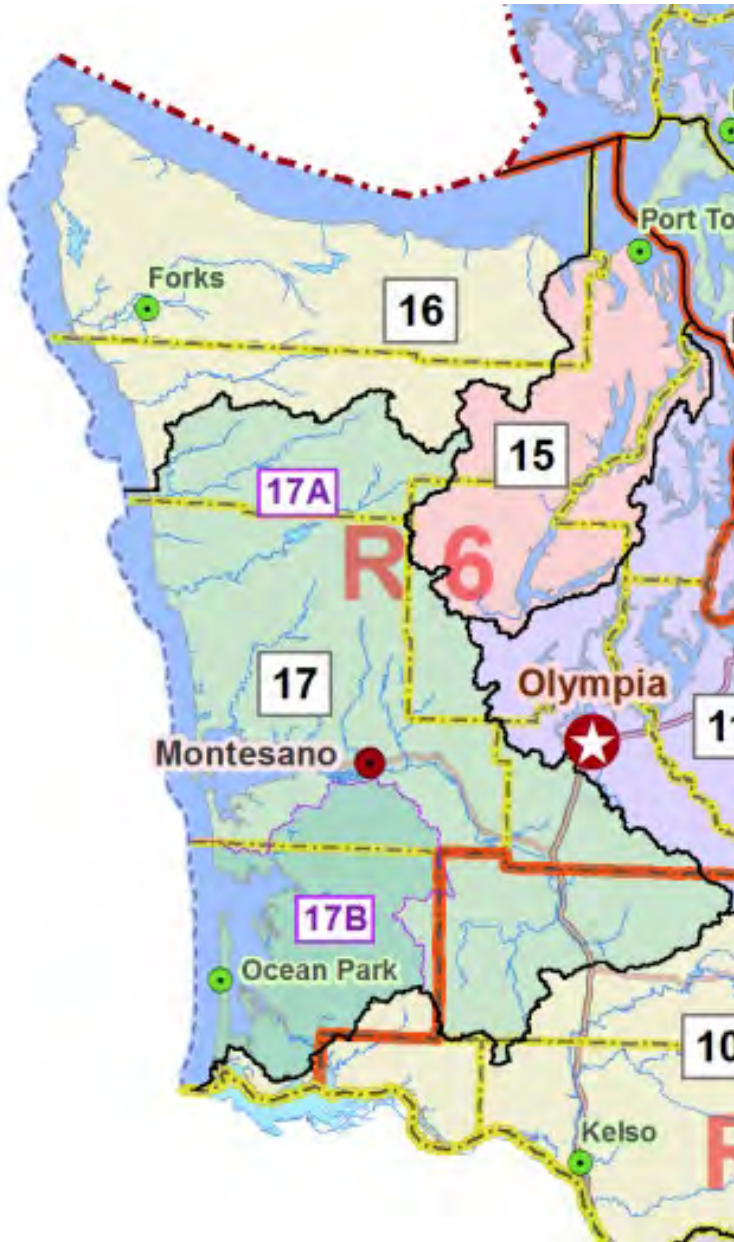 Port To
Forks
16
15
17A
R 6
17
Olympia
11
Montesano
17B
Ocean Park
10
Kelso
R